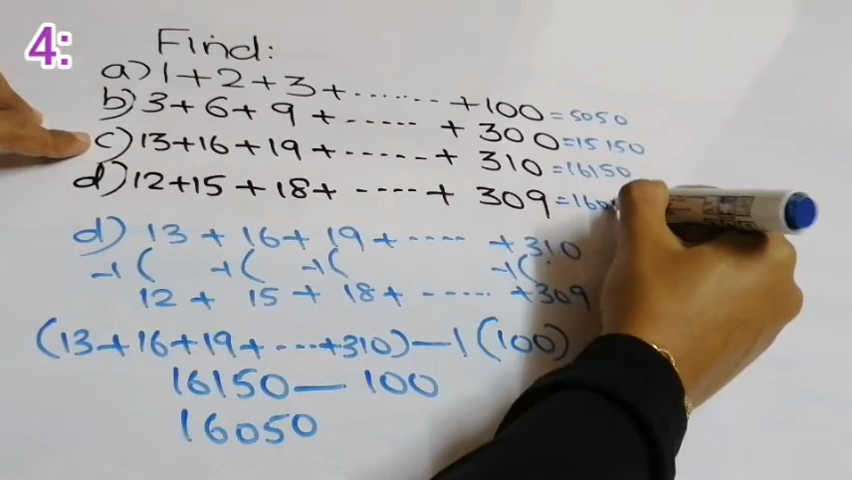 4:
Find:
a) 1 + 2 + 3 + ....... + 100 = 5050
b) 3 + 6 + 9 + ..... + 300 = 15150
c) 13 + 16 + 19 + ..... + 310 = 16150
d) 12 + 15 + 18 + .... + 309 = 160
d) 13 + 16 + 19 + .... + 310
-1( -1( -1( -1(
12 + 15 + 18 + ...... + 309
(13 + 16 + 19 + .... + 310) - 1 (100)
16150 - 100
16050